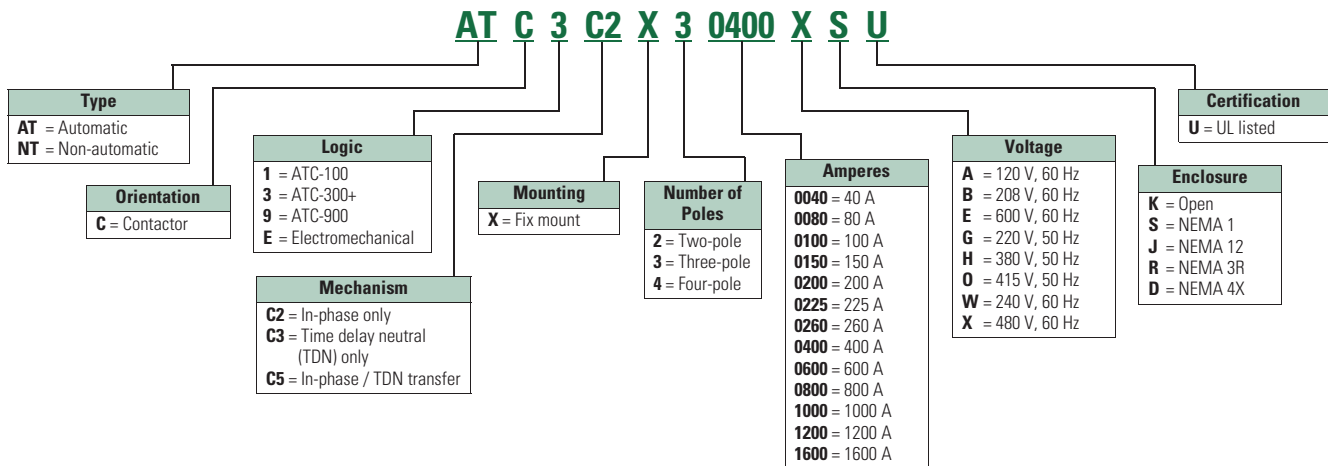 AT C 3 C2 X 3 0400 X S U
Type
AT = Automatic
NT = Non-automatic
Orientation
C = Contactor
Logic
1 = ATC-100
3 = ATC-300+
9 = ATC-900
E = Electromechanical
Mechanism
C2 = In-phase only
C3 = Time delay neutral
(TDN) only
C5 = In-phase / TDN transfer
Mounting
X = Fix mount
Number of
Poles
2 = Two-pole
3 = Three-pole
4 = Four-pole
Amperes
0040 = 40 A
0080 = 80 A
0100 = 100 A
0150 = 150 A
0200 = 200 A
0225 = 225 A
0260 = 260 A
0400 = 400 A
0600 = 600 A
0800 = 800 A
1000 = 1000 A
1200 = 1200 A
1600 = 1600 A
Voltage
A = 120 V, 60 Hz
B = 208 V, 60 Hz
E = 600 V, 60 Hz
G = 220 V, 50 Hz
H = 380 V, 50 Hz
O = 415 V, 50 Hz
W = 240 V, 60 Hz
X = 480 V, 60 Hz
Enclosure
K = Open
S = NEMA 1
J = NEMA 12
R = NEMA 3R
D = NEMA 4X
Certification
U = UL listed